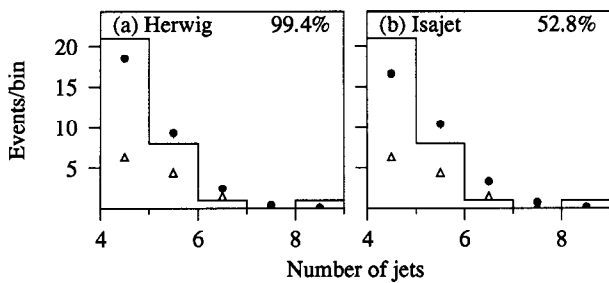 (a) Herwig 99.4%
(b) Isajet 52.8%
Events/bin
20
15
10
5
4 6 8
4 6 8
Number of jets